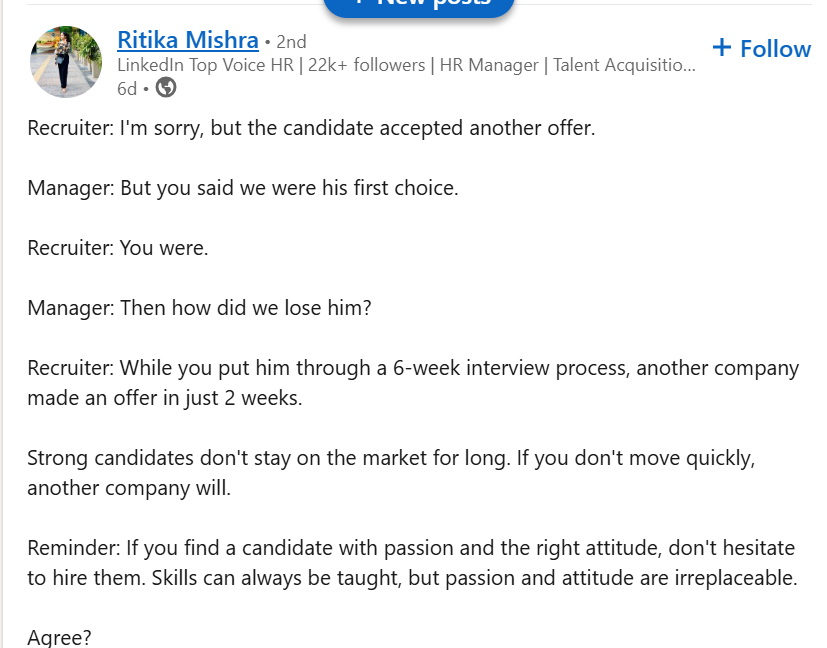 + New posts
Ritika Mishra • 2nd
+ Follow
LinkedIn Top Voice HR | 22k+ followers | HR Manager | Talent Acquisitio...
6d •
Recruiter: I'm sorry, but the candidate accepted another offer.
Manager: But you said we were his first choice.
Recruiter: You were.
Manager: Then how did we lose him?
Recruiter: While you put him through a 6-week interview process, another company
made an offer in just 2 weeks.
Strong candidates don't stay on the market for long. If you don't move quickly,
another company will.
Reminder: If you find a candidate with passion and the right attitude, don't hesitate
to hire them. Skills can always be taught, but passion and attitude are irreplaceable.
Agree?